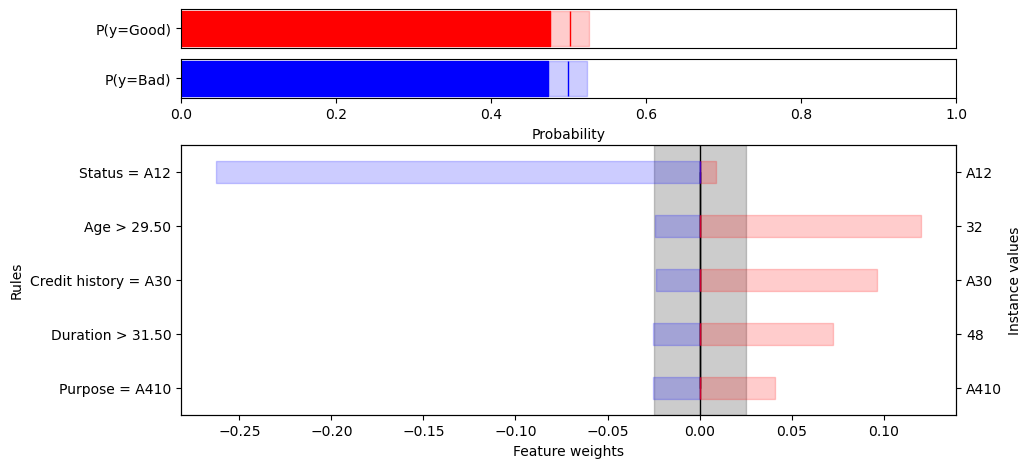 P(y=Good)
P(y=Bad)
0.0 0.2 0.4 0.6 0.8 1.0
Probability
Status = A12 A12
Age > 29.50 32
Credit history = A30 A30
Duration > 31.50 48
Purpose = A410 A410
Rules
Instance values
−0.25 −0.20 −0.15 −0.10 −0.05 0.00 0.05 0.10
Feature weights